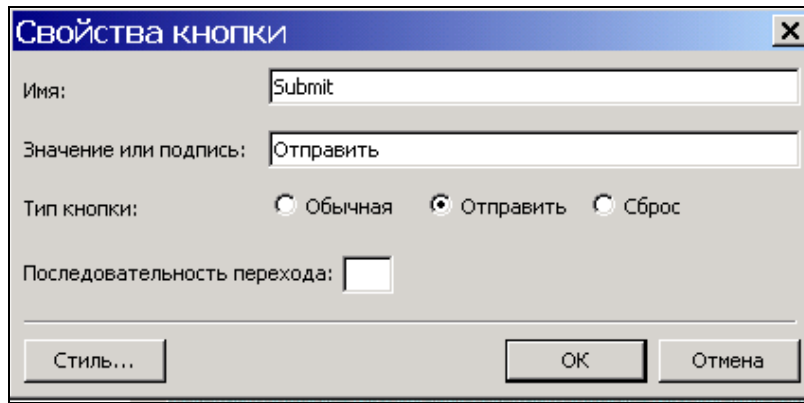 Свойства кнопки
Имя: Submit
Значение или подпись: Отправить
Тип кнопки: Обычная Отправить Сброс
Последовательность перехода:
Стиль... ОК Отмена